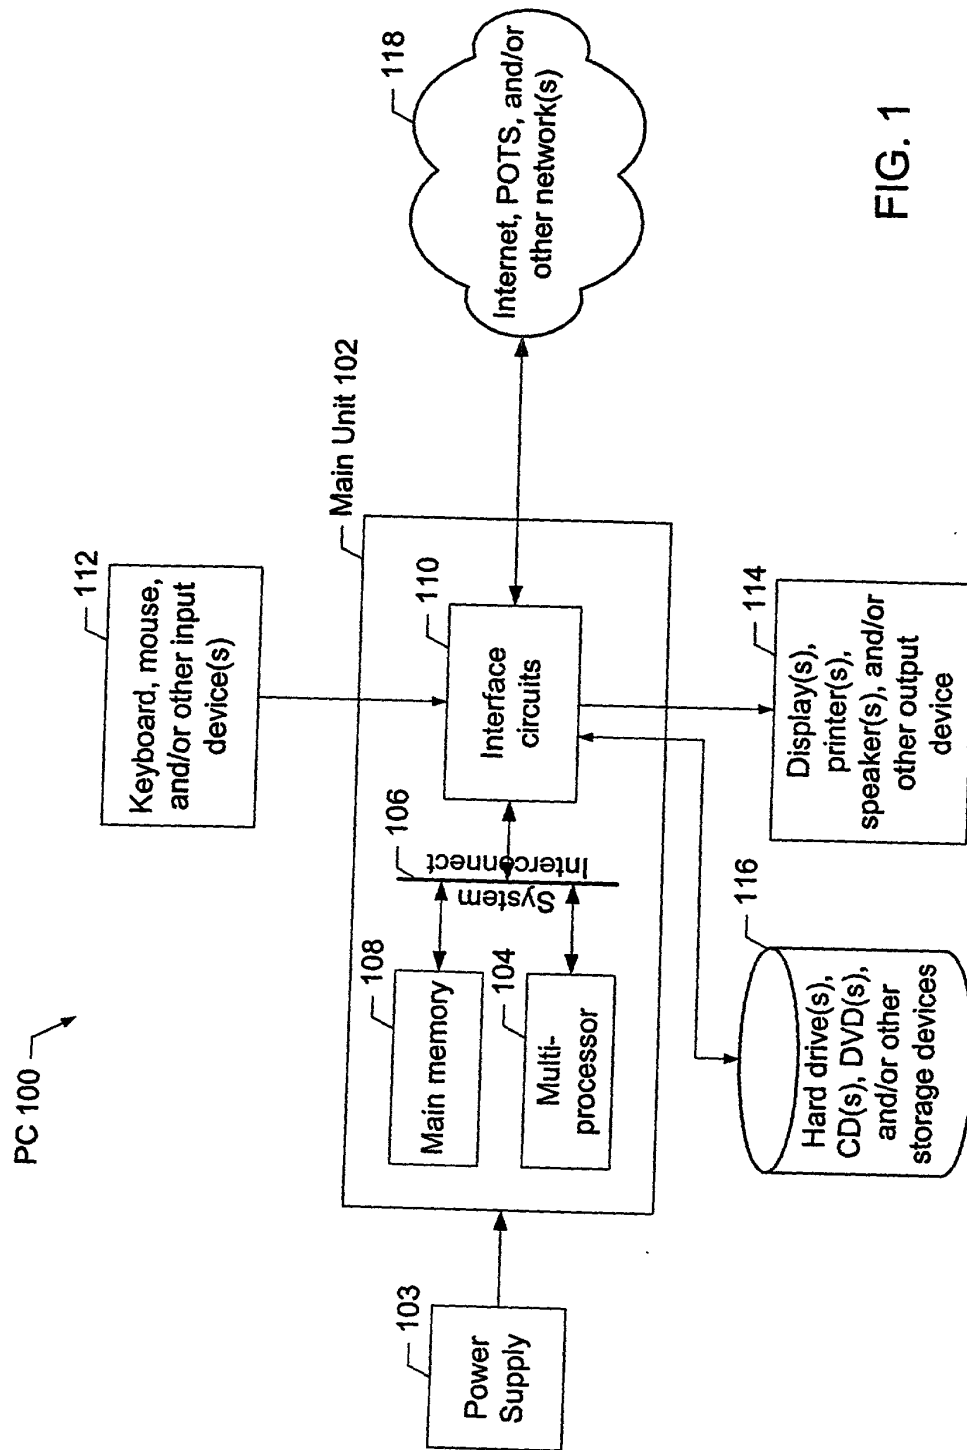 PC 100
112
Keyboard, mouse,
and/or other input
device(s)
Main Unit 102
118
Internet, POTS, and/or
other network(s)
103
Power
Supply
108
Main memory
104
Multi-
processor
106
System
Interconnect
110
Interface
circuits
116
Hard drive(s),
CD(s), DVD(s),
and/or other
storage devices
114
Display(s),
printer(s),
speaker(s), and/or
other output
device
FIG. 1